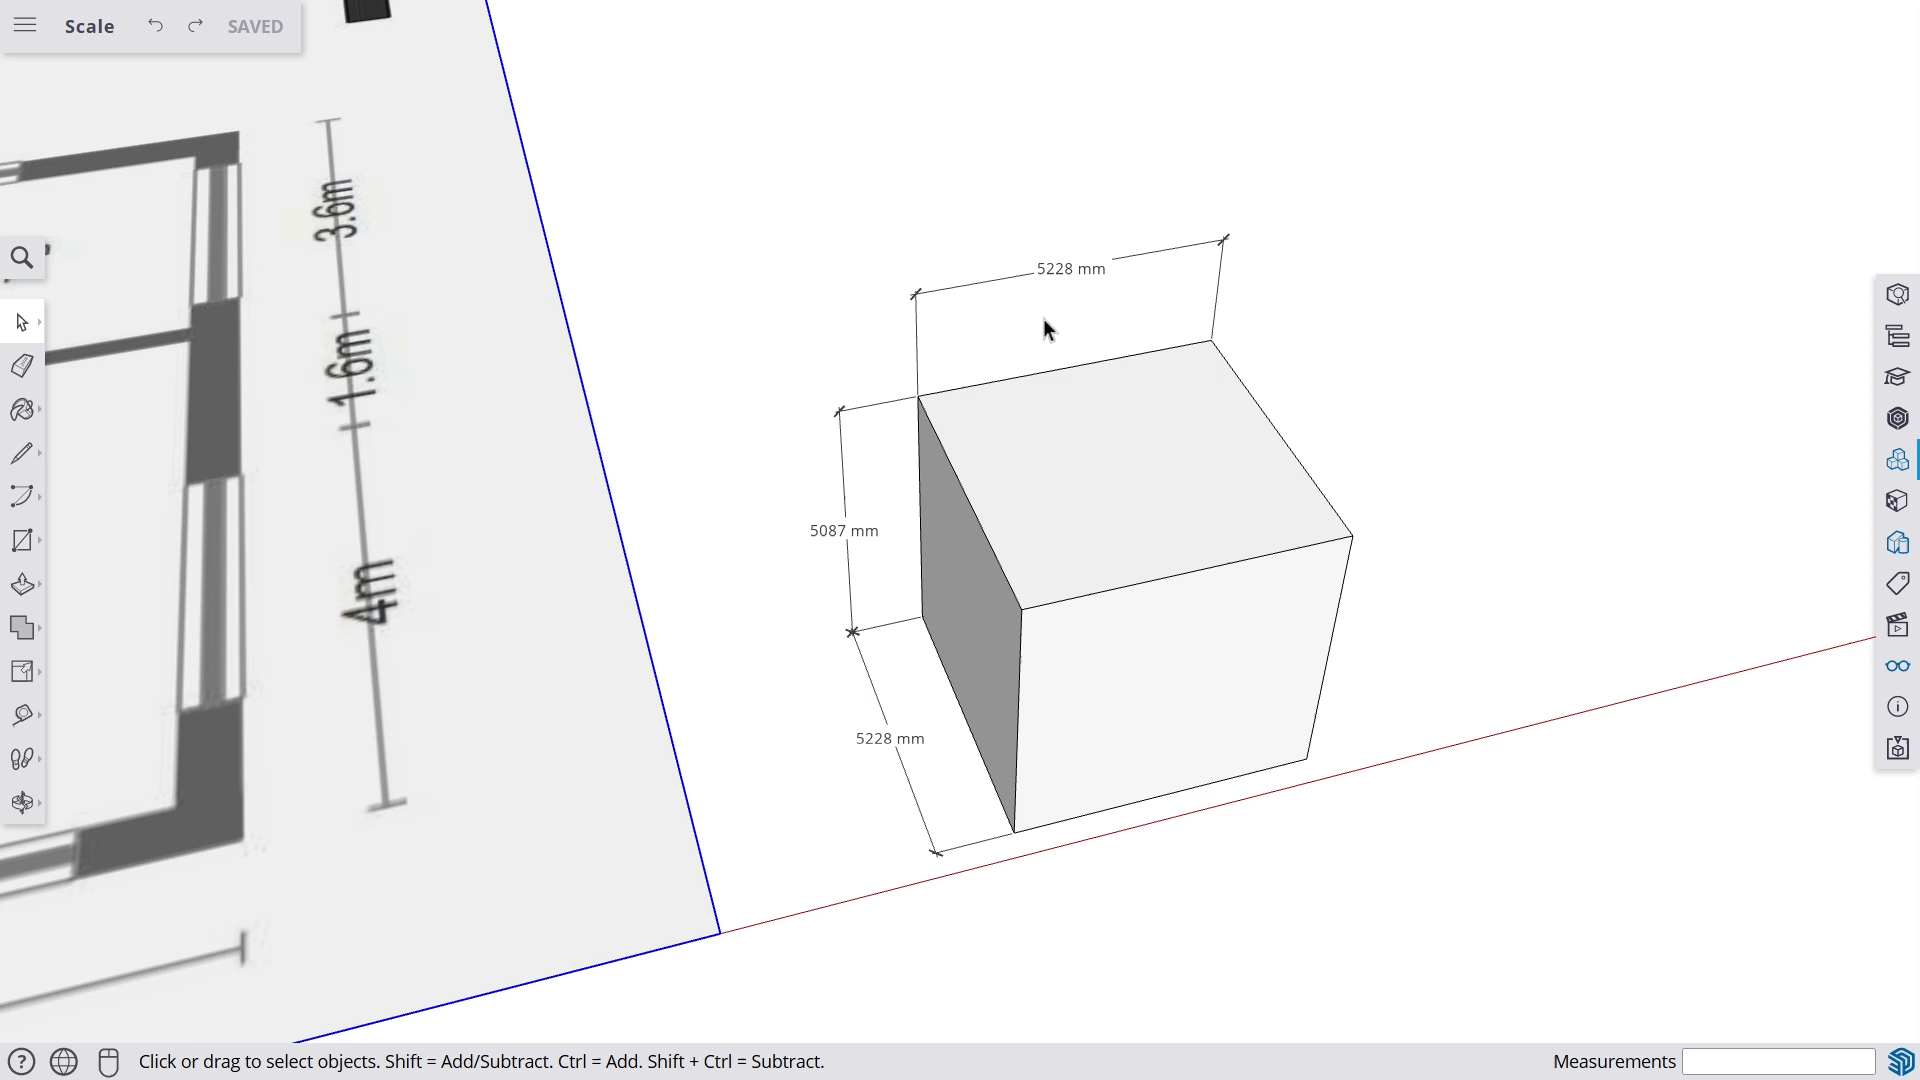 Scale
SAVED
3.6m
1.6m
4m
5228 mm
5087 mm
5228 mm
Click or drag to select objects. Shift = Add/Subtract. Ctrl = Add. Shift + Ctrl = Subtract.
Measurements